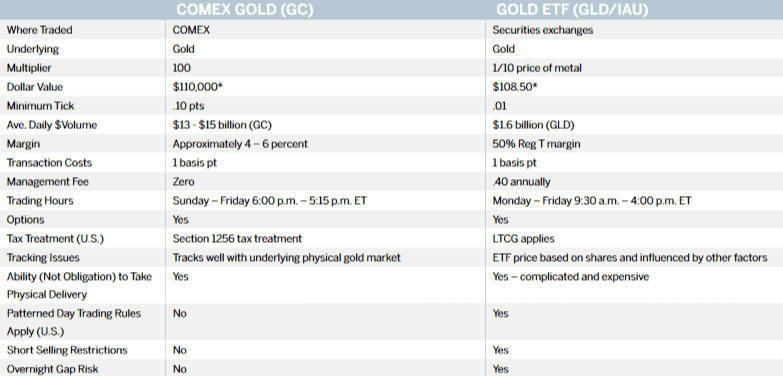 COMEX GOLD (GC) GOLD ETF (GLD/IAU)
Where Traded COMEX Securities exchanges
Underlying Gold Gold
Multiplier 100 1/10 price of metal
Dollar Value $110,000* $108.50*
Minimum Tick .10 pts .01
Ave. Daily $Volume $13 - $15 billion (GC) $1.6 billion (GLD)
Margin Approximately 4 – 6 percent 50% Reg T margin
Transaction Costs 1 basis pt 1 basis pt
Management Fee Zero .40 annually
Trading Hours Sunday – Friday 6:00 p.m. – 5:15 p.m. ET Monday – Friday 9:30 a.m. – 4:00 p.m. ET
Options Yes Yes
Tax Treatment (U.S.) Section 1256 tax treatment LTCG applies
Tracking Issues Tracks well with underlying physical gold market ETF price based on shares and influenced by other factors
Ability (Not Obligation) to Take Yes Yes – complicated and expensive
Physical Delivery
Patterned Day Trading Rules No Yes
Apply (U.S.)
Short Selling Restrictions No Yes
Overnight Gap Risk No Yes